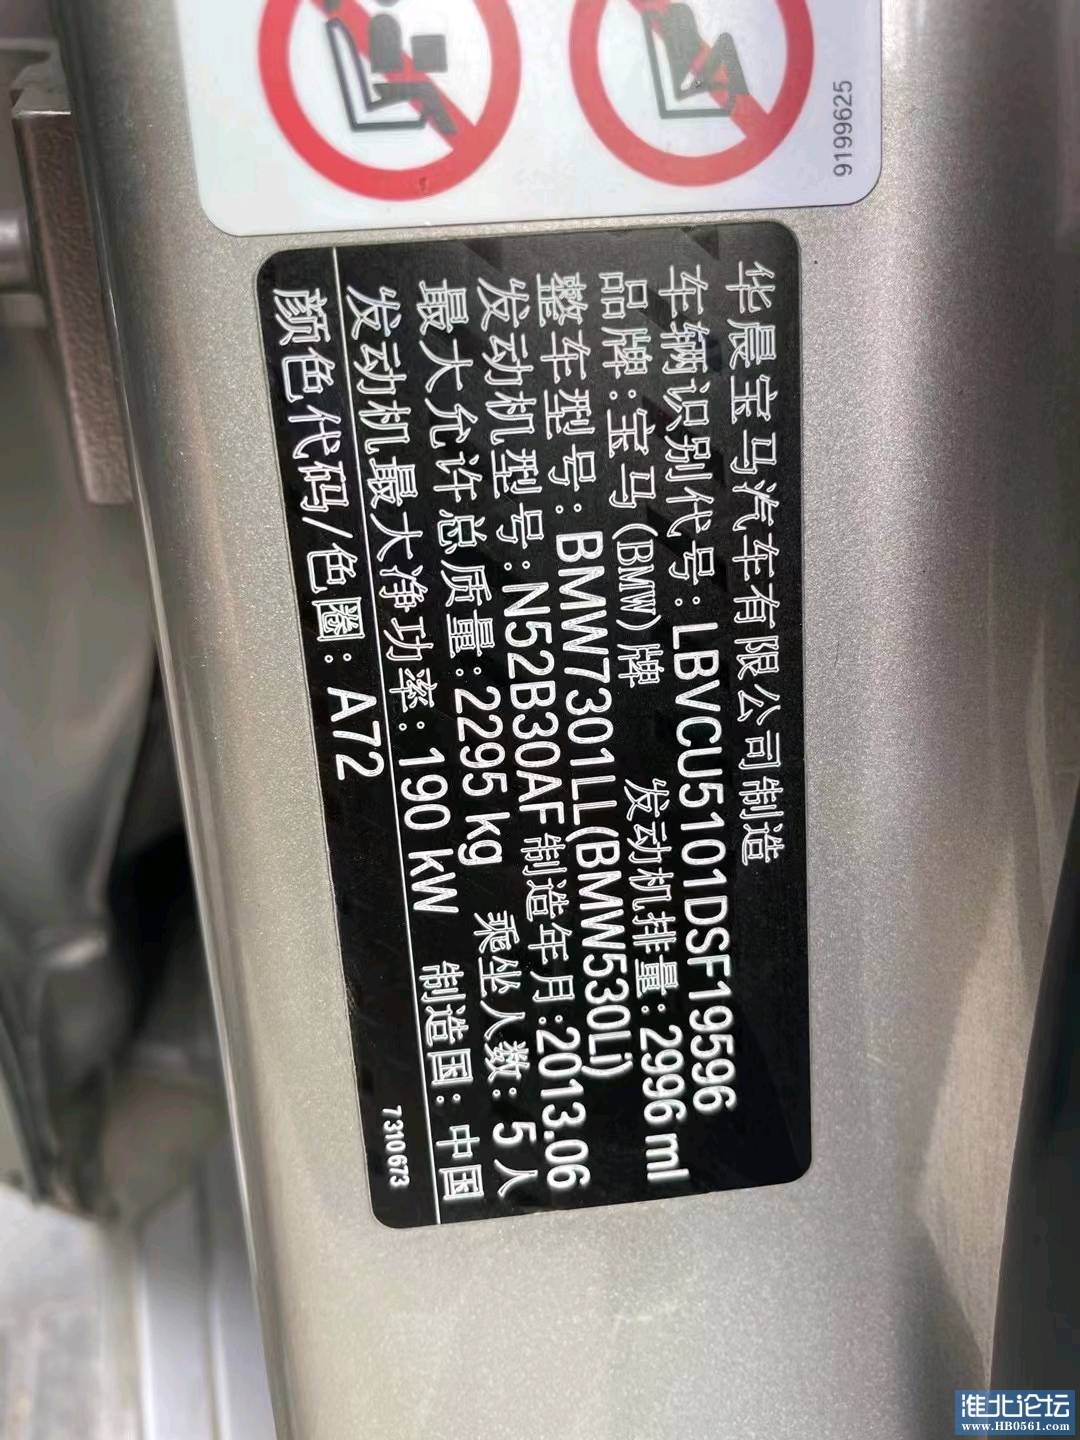 9199625
华晨宝马汽车有限公司制造
车辆识别代号:LBVCU5101DSF19596
品牌:宝马(BMW)牌 发动机排量:2996 ml
整车型号:BMW7301LL(BMW530Li)
发动机型号:N52B30AF 制造年月:2013.06
最大允许总质量:2295 kg 乘坐人数:5人
发动机最大净功率:190 kW 制造国:中国
颜色代码/色圈:A72
7310673
淮北论坛
www.HB0561.com